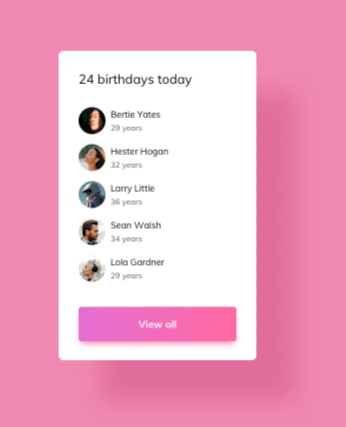 24 birthdays today
Bertie Yates
29 years
Hester Hogan
32 years
Larry Little
36 years
Sean Walsh
34 years
Lola Gardner
29 years
View all